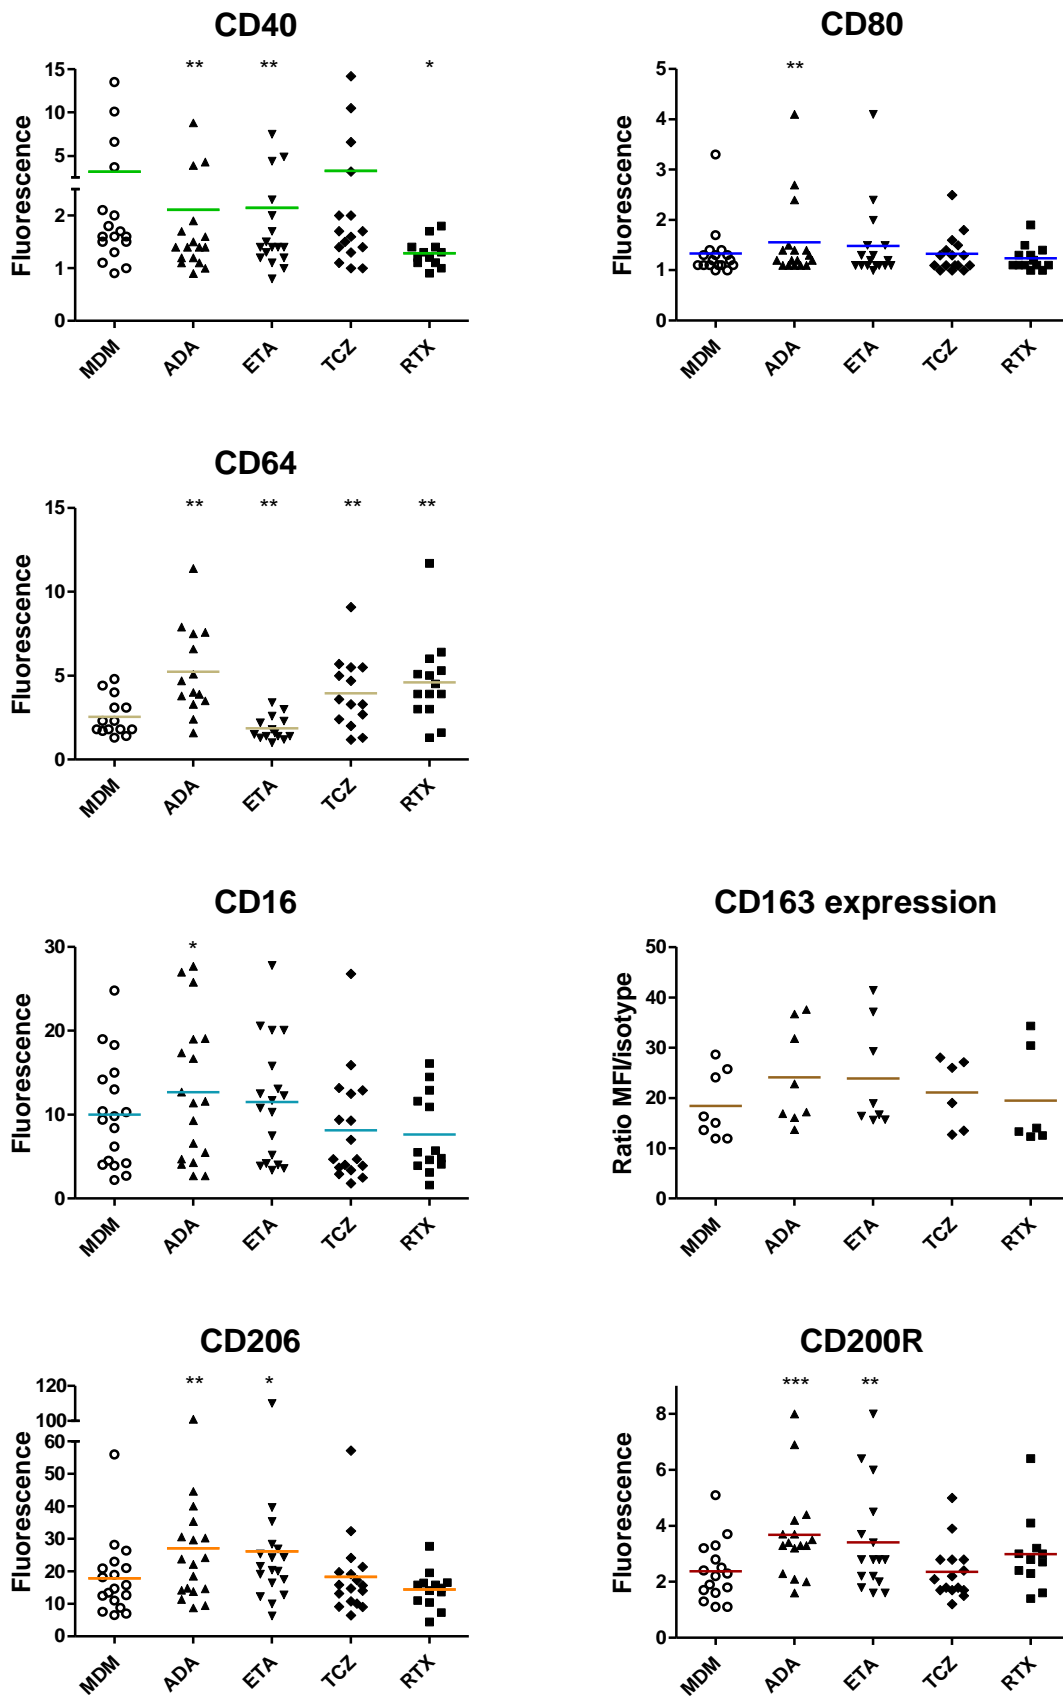 CD40
** ** *
Fluorescence
15
10
5
2
1
0
MDM ADA ETA TCZ RTX
CD80
**
Fluorescence
5
4
3
2
1
0
MDM ADA ETA TCZ RTX
CD64
** ** ** **
Fluorescence
15
10
5
0
MDM ADA ETA TCZ RTX
CD16
*
Fluorescence
30
20
10
0
MDM ADA ETA TCZ RTX
CD163 expression
Ratio MFI/isotype
50
40
30
20
10
0
MDM ADA ETA TCZ RTX
CD206
** *
Fluorescence
120
100
60
50
40
30
20
10
0
MDM ADA ETA TCZ RTX
CD200R
*** **
Fluorescence
8
6
4
2
0
MDM ADA ETA TCZ RTX